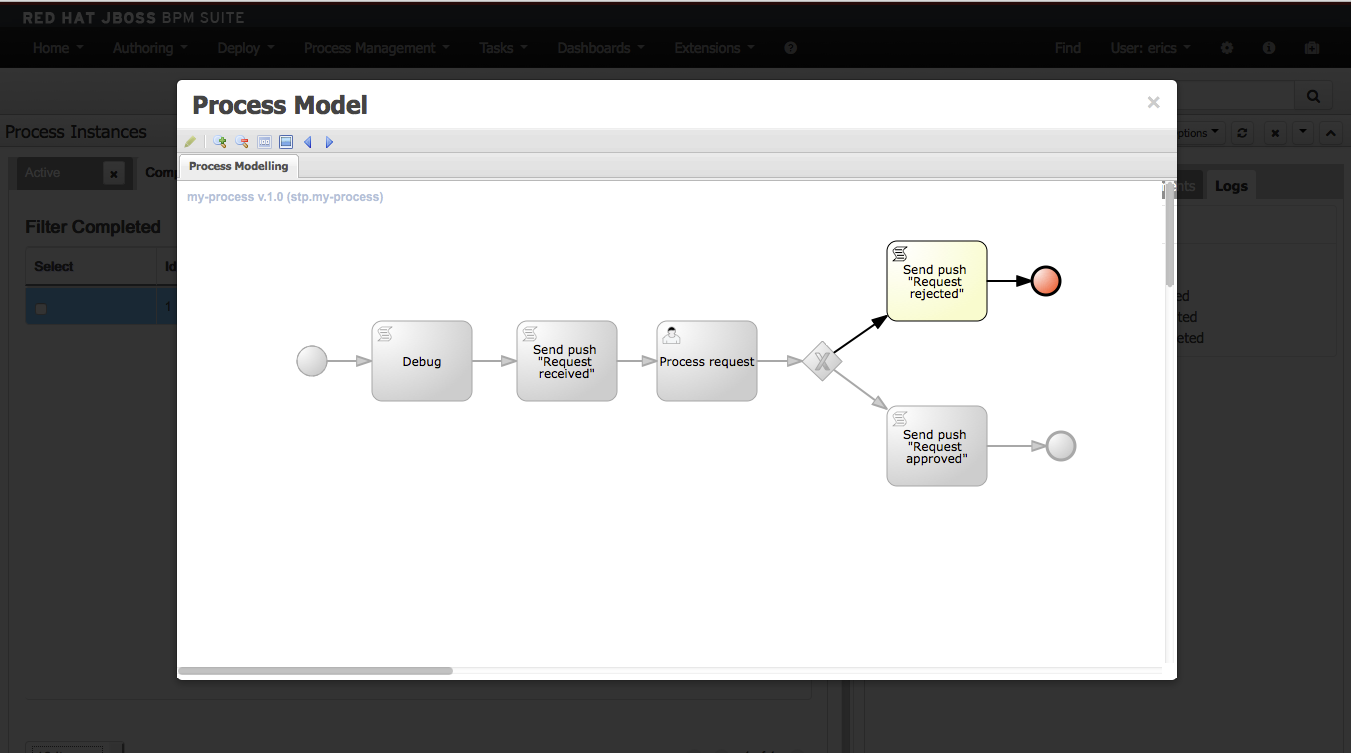 RED HAT JBOSS BPM SUITE
Home Authoring Deploy Process Management Tasks Dashboards Extensions Find User: erics
Process Model
Process Instances
ptions
Active
Com
Process Modelling
nts
Logs
my-process v.1.0 (stp.my-process)
Filter Completed
Select
Id
1
Send push
"Request
rejected"
ed
ted
eted
Debug
Send push
"Request
received"
Process request
X
Send push
"Request
approved"